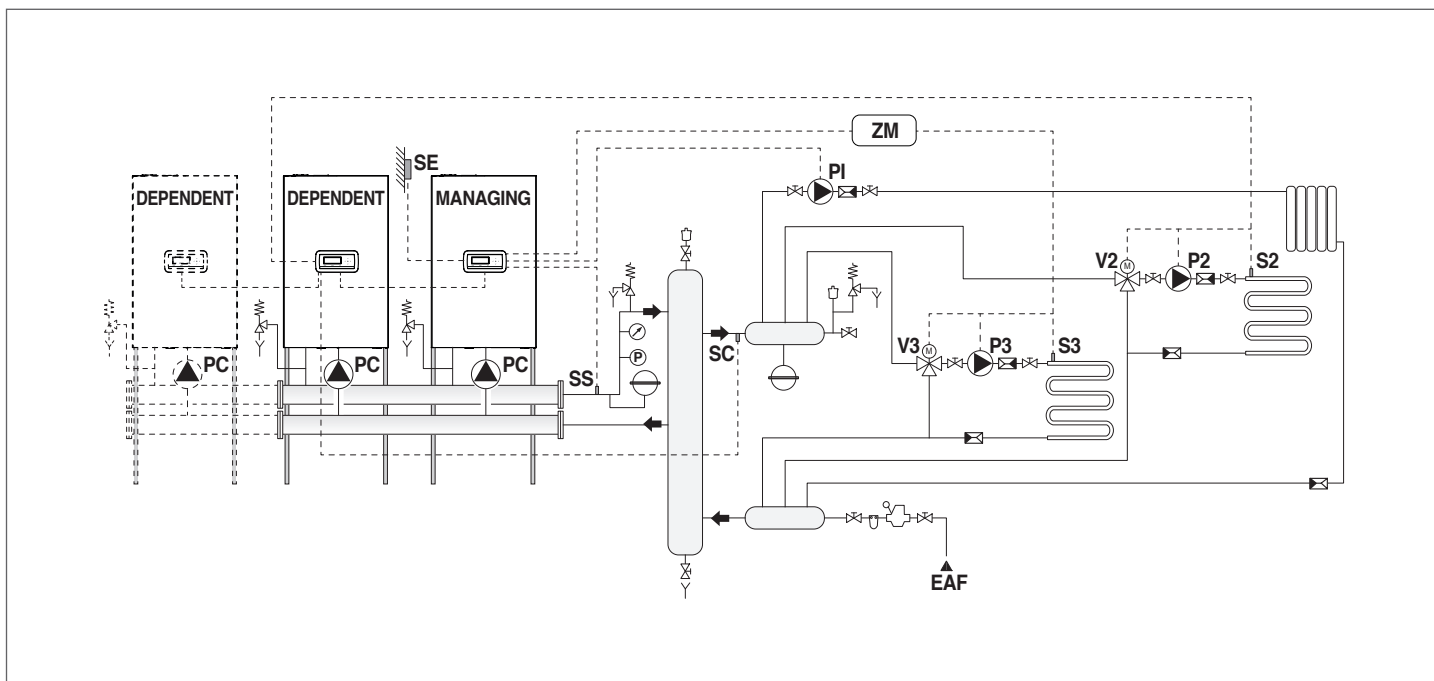 ZM
SE
PI
DEPENDENT
DEPENDENT
MANAGING
V2
M
P2
S2
SC
V3
M
P3
S3
P
PC
PC
PC
SS
EAF